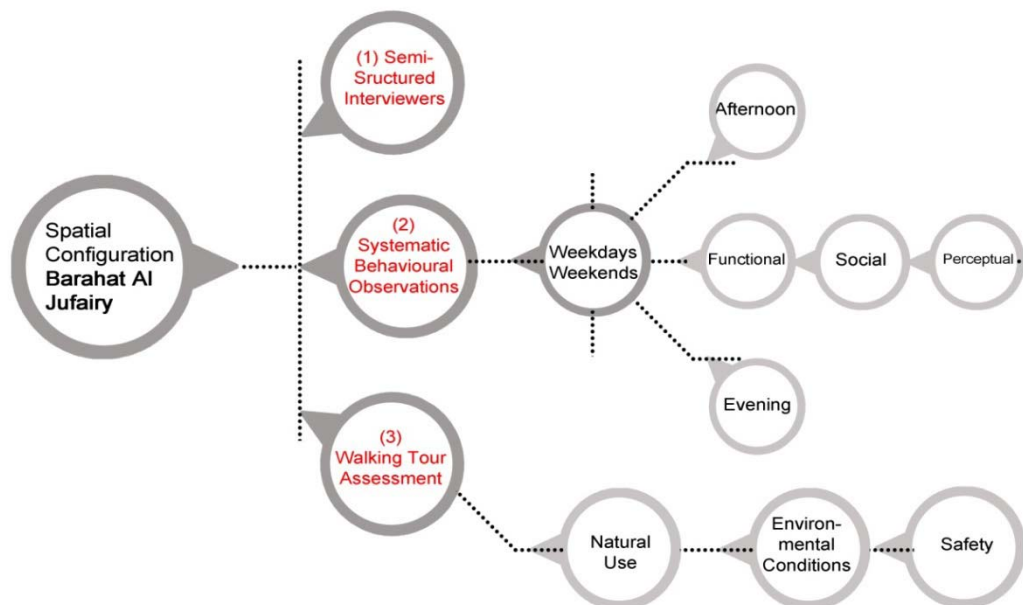 Spatial
Configuration
Barahat Al
Jufairy
(1) Semi-
Sructured
Interviewers
(2)
Systematic
Behavioural
Observations
(3)
Walking Tour
Assessment
Weekdays
Weekends
Afternoon
Functional
Social
Perceptual
Evening
Natural
Use
Environ-
mental
Conditions
Safety